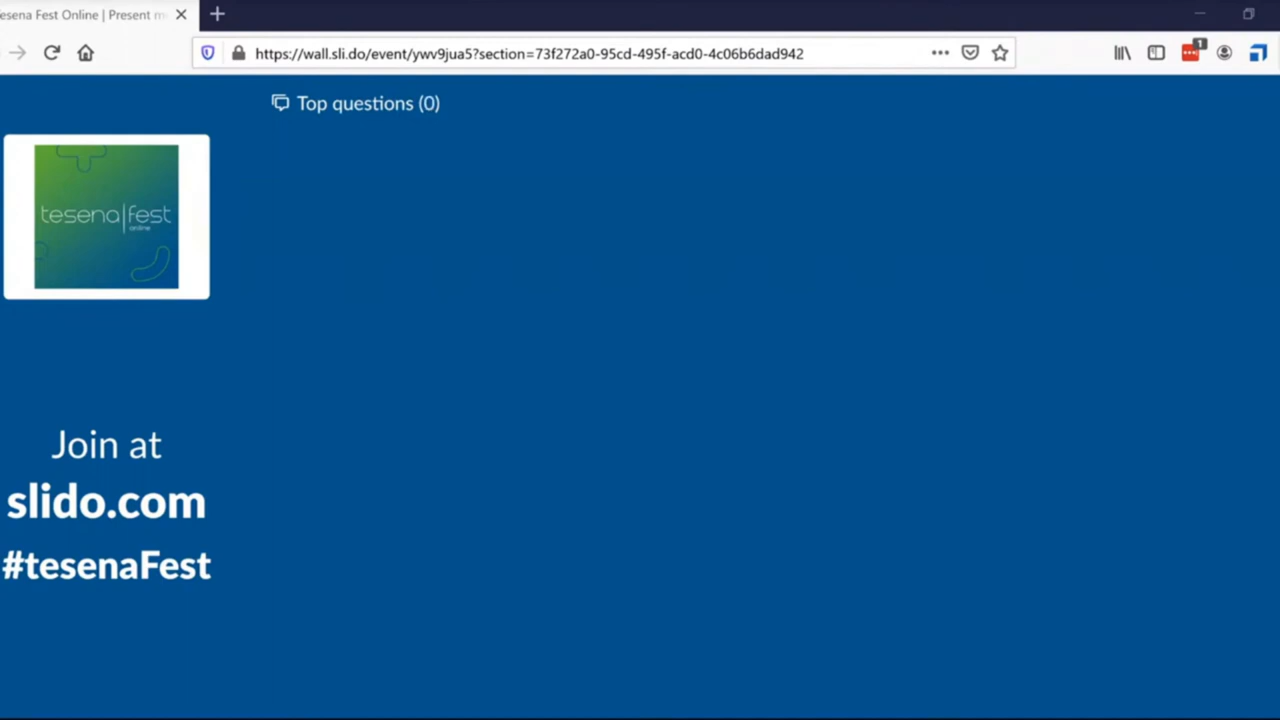 esena Fest Online | Present m
https://wall.sli.do/event/ywv9jua5?section=73f272a0-95cd-495f-acd0-4c06b6dad942
1
Top questions (0)
tesena|fest
online
Join at
slido.com
#tesenaFest